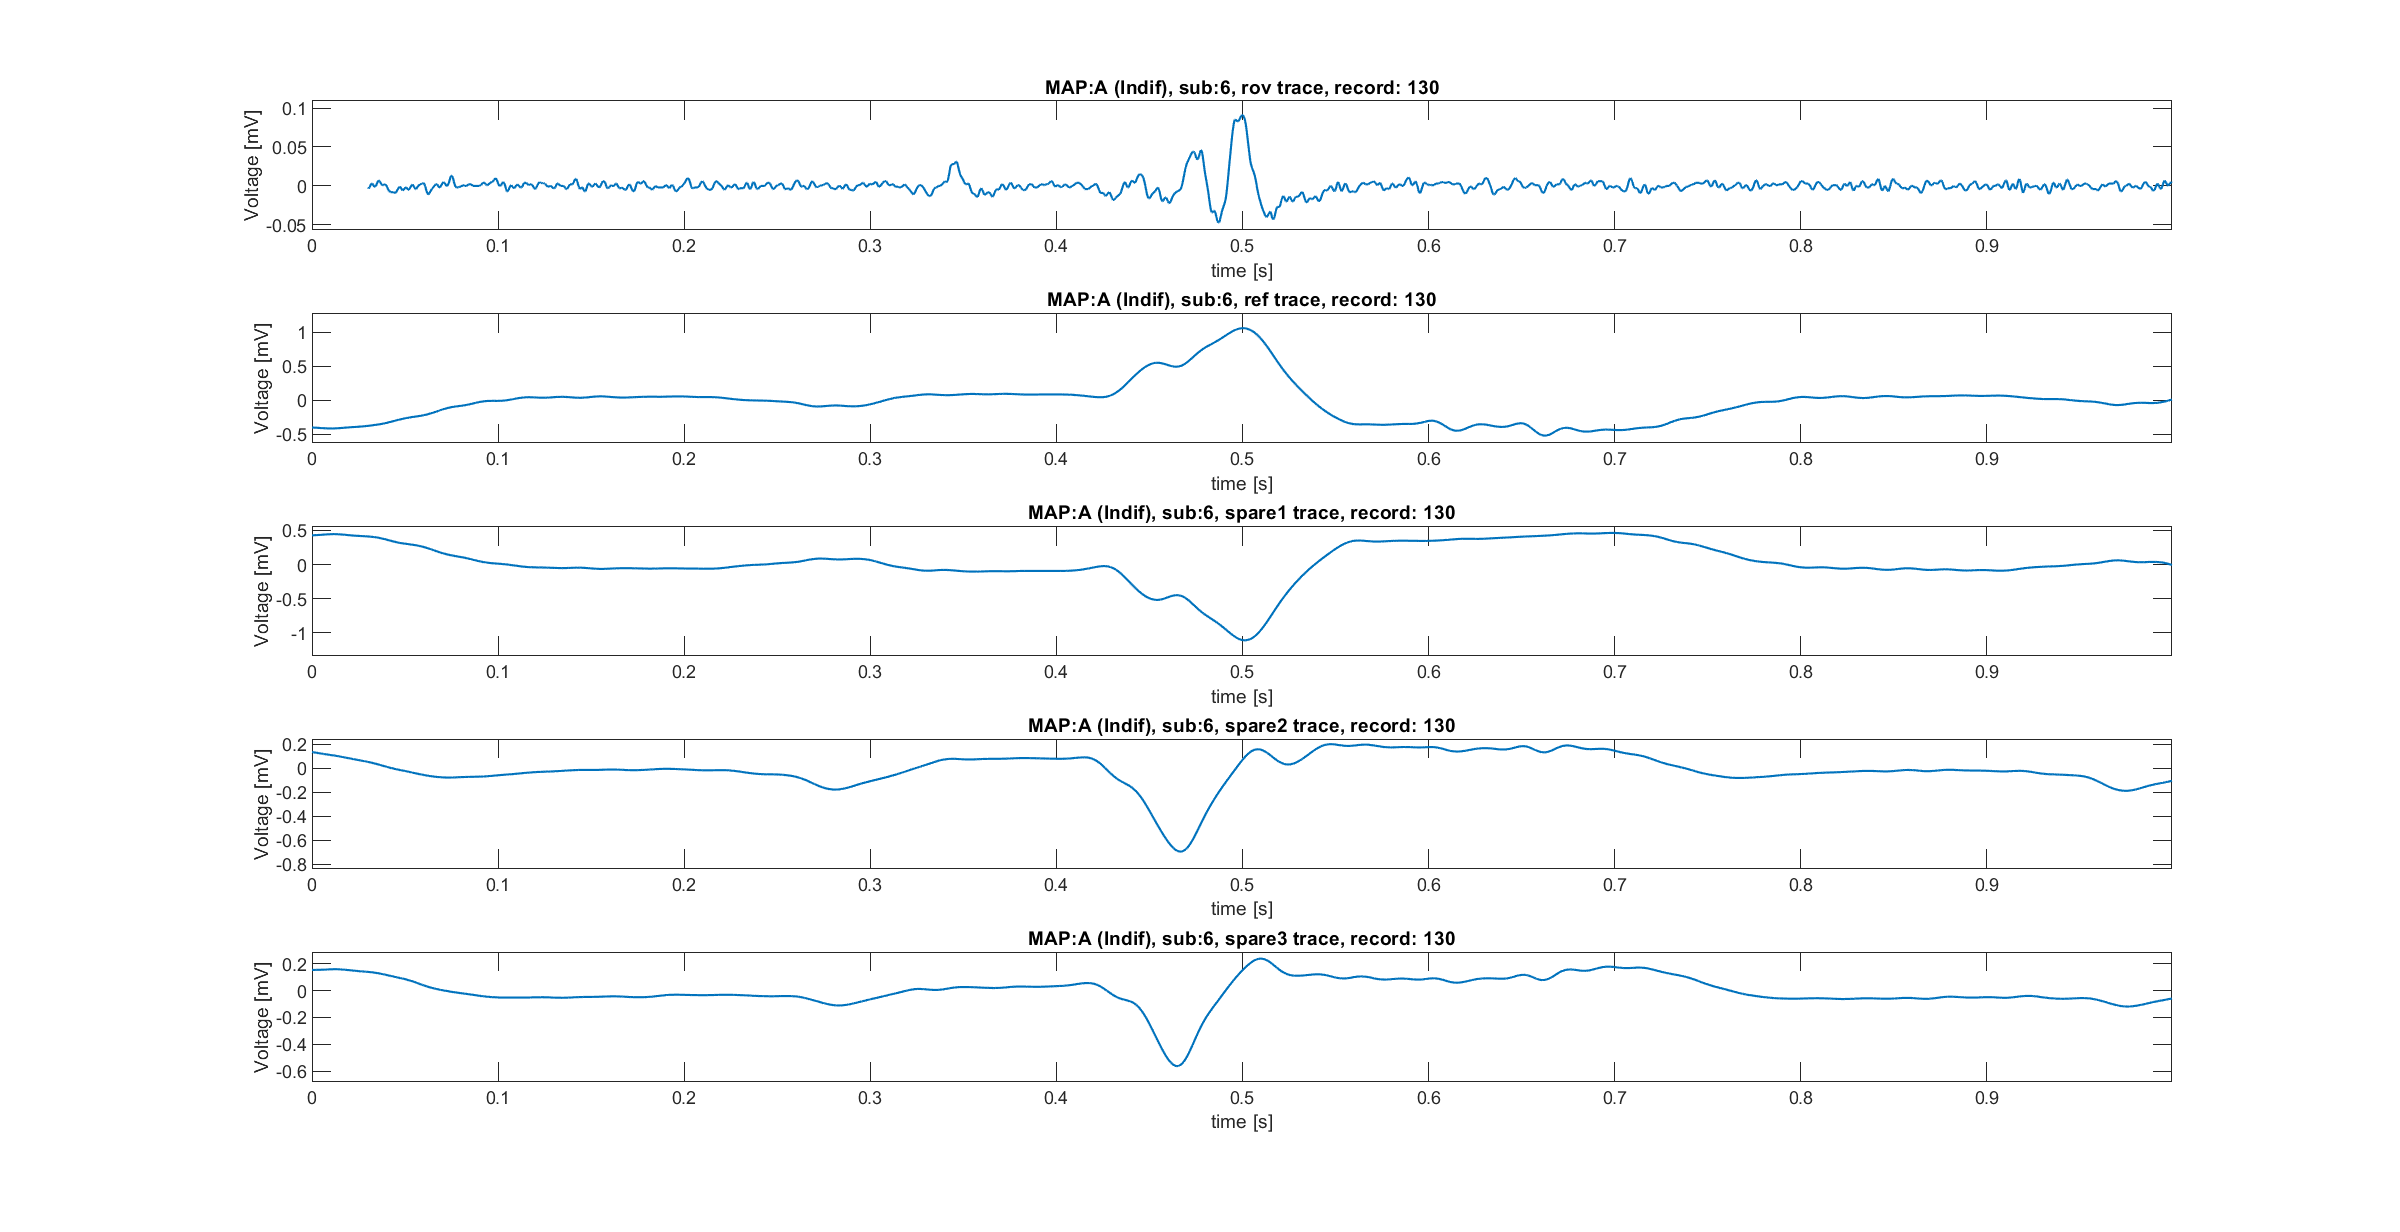 MAP:A (Indif), sub:6, rov trace, record: 130
Voltage [mV]
0.1
0.05
0
-0.05
0 0.1 0.2 0.3 0.4 0.5 0.6 0.7 0.8 0.9
time [s]
MAP:A (Indif), sub:6, ref trace, record: 130
Voltage [mV]
1
0.5
0
-0.5
0 0.1 0.2 0.3 0.4 0.5 0.6 0.7 0.8 0.9
time [s]
MAP:A (Indif), sub:6, spare1 trace, record: 130
Voltage [mV]
0.5
0
-0.5
-1
0 0.1 0.2 0.3 0.4 0.5 0.6 0.7 0.8 0.9
time [s]
MAP:A (Indif), sub:6, spare2 trace, record: 130
Voltage [mV]
0.2
0
-0.2
-0.4
-0.6
-0.8
0 0.1 0.2 0.3 0.4 0.5 0.6 0.7 0.8 0.9
time [s]
MAP:A (Indif), sub:6, spare3 trace, record: 130
Voltage [mV]
0.2
0
-0.2
-0.4
-0.6
0 0.1 0.2 0.3 0.4 0.5 0.6 0.7 0.8 0.9
time [s]